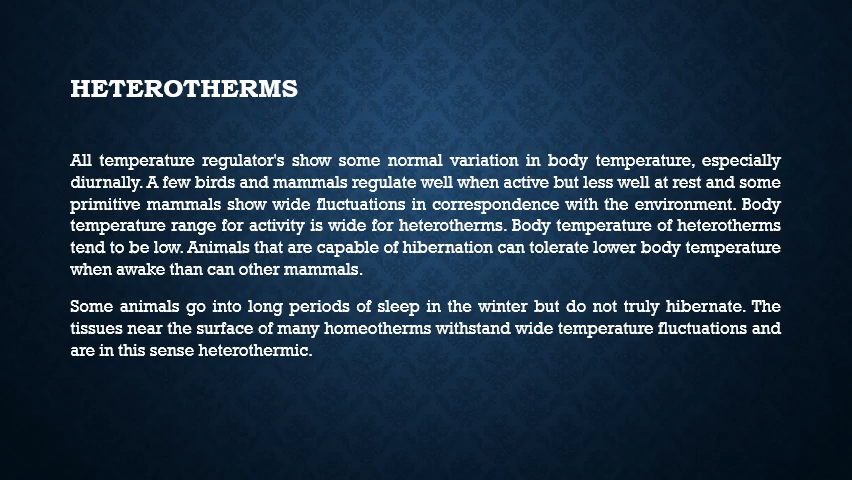 HETEROTHERMS
All temperature regulator's show some normal variation in body temperature, especially
diurnally. A few birds and mammals regulate well when active but less well at rest and some
primitive mammals show wide fluctuations in correspondence with the environment. Body
temperature range for activity is wide for heterotherms. Body temperature of heterotherms
tend to be low. Animals that are capable of hibernation can tolerate lower body temperature
when awake than can other mammals.
Some animals go into long periods of sleep in the winter but do not truly hibernate. The
tissues near the surface of many homeotherms withstand wide temperature fluctuations and
are in this sense heterothermic.